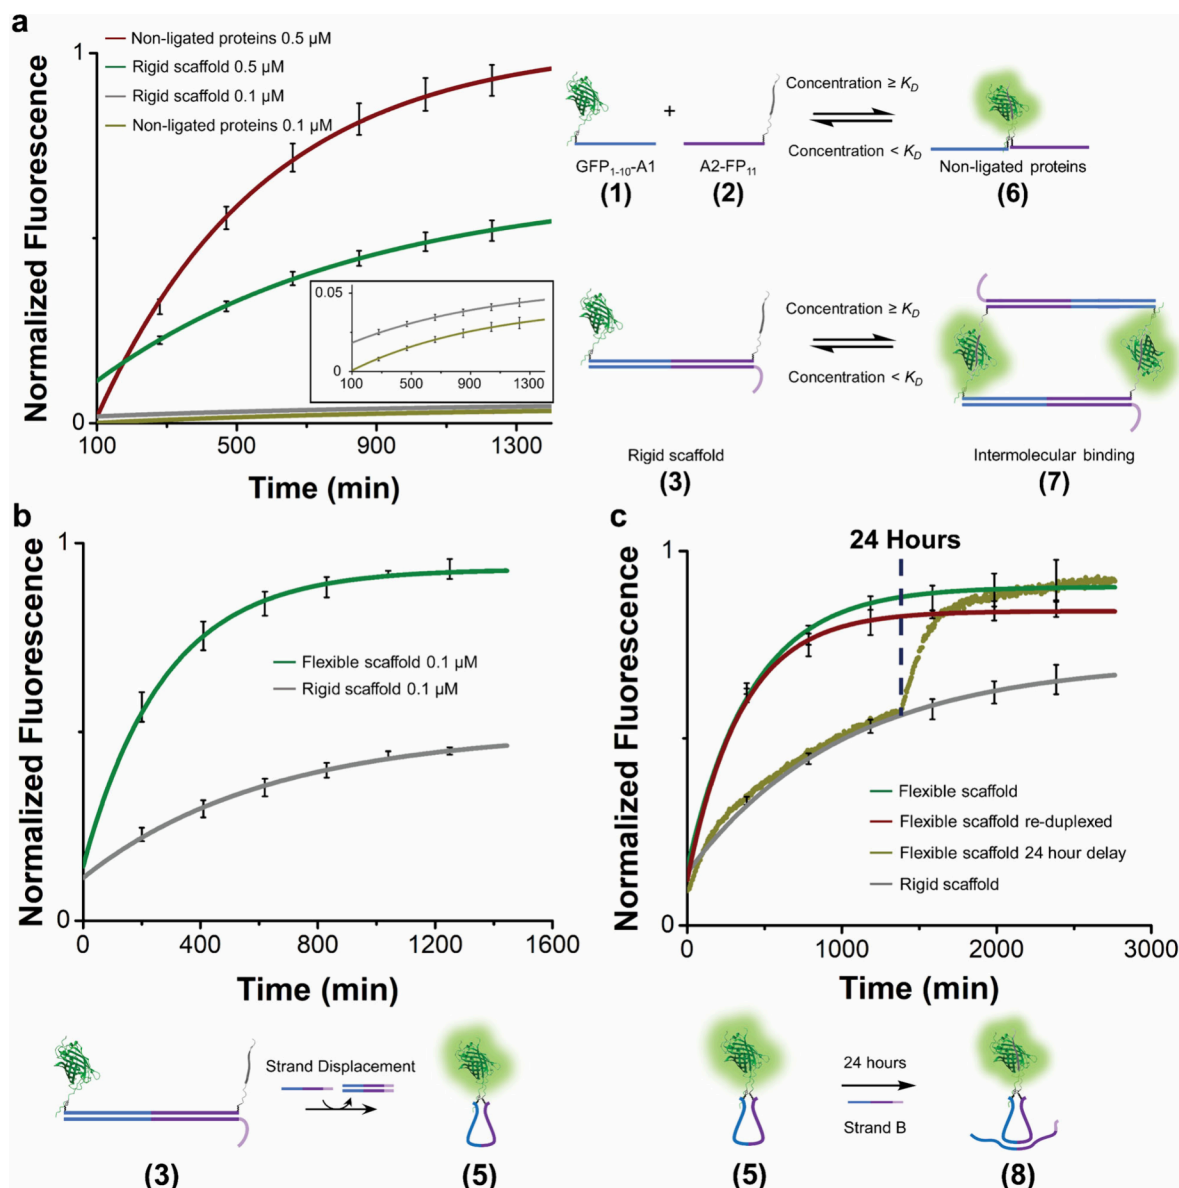 a
1
Normalized Fluorescence
0
Non-ligated proteins 0.5 µM
Rigid scaffold 0.5 µM
Rigid scaffold 0.1 µM
Non-ligated proteins 0.1 µM
0.05
0
100 500 900 1300
100 500 900 1300
Time (min)
+
Concentration ≥ KD
Concentration < KD
GFP1-10-A1
(1)
A2-FP11
(2)
Non-ligated proteins
(6)
Concentration ≥ KD
Concentration < KD
Rigid scaffold
(3)
Intermolecular binding
(7)
b
1
Normalized Fluorescence
0
Flexible scaffold 0.1 µM
Rigid scaffold 0.1 µM
0 400 800 1200 1600
Time (min)
Strand Displacement
(3)
(5)
c
24 Hours
1
Normalized Fluorescence
0
Flexible scaffold
Flexible scaffold re-duplexed
Flexible scaffold 24 hour delay
Rigid scaffold
0 1000 2000 3000
Time (min)
24 hours
Strand B
(5)
(8)